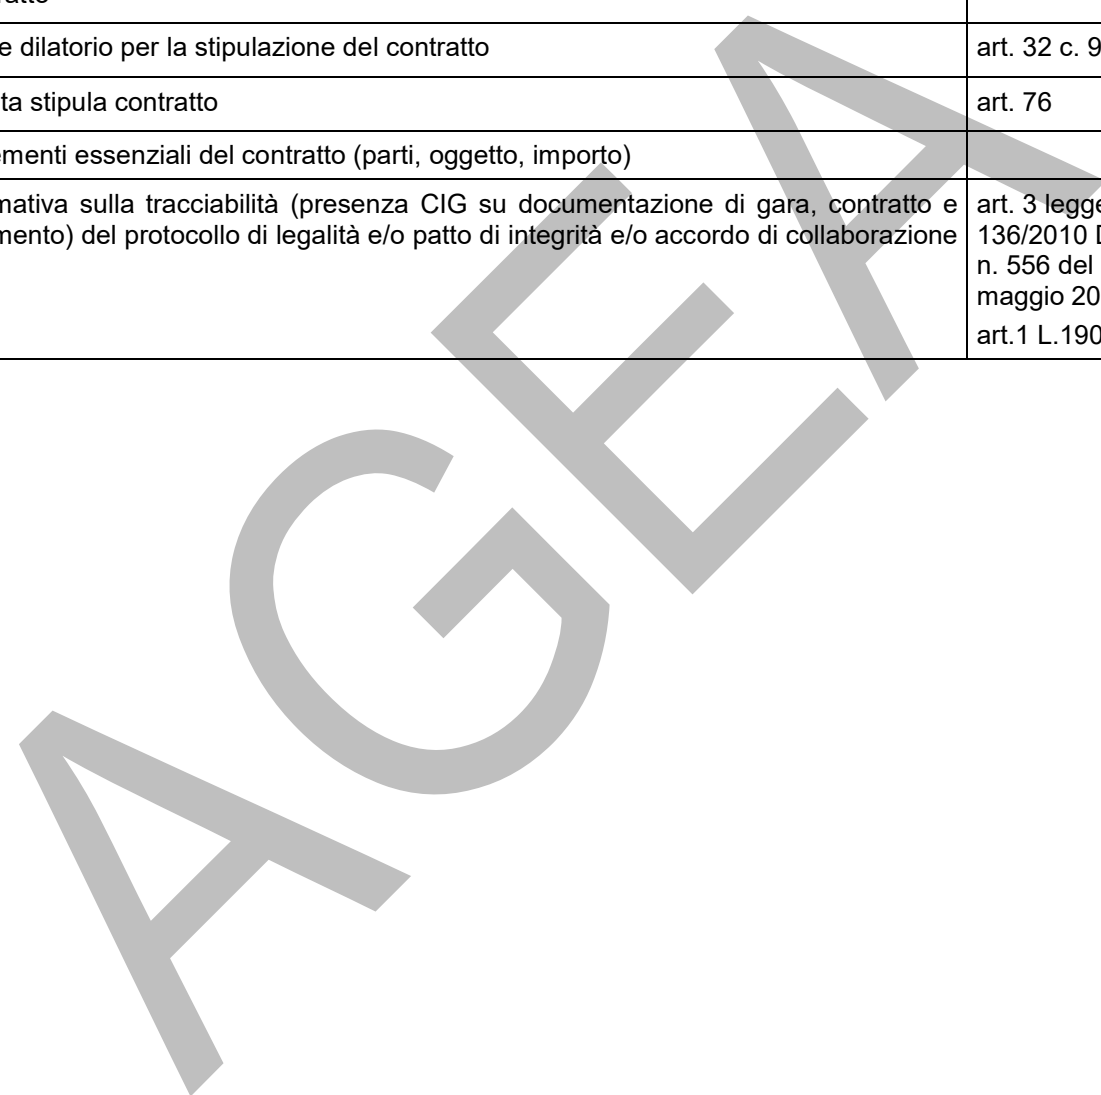 e dilatorio per la stipulazione del contratto art. 32 c. 9
ta stipula contratto art. 76
ementi essenziali del contratto (parti, oggetto, importo)
mativa sulla tracciabilità (presenza CIG su documentazione di gara, contratto e art. 3 legge
mento) del protocollo di legalità e/o patto di integrità e/o accordo di collaborazione 136/2010 D
n. 556 del
maggio 20
art.1 L.190
AGEA